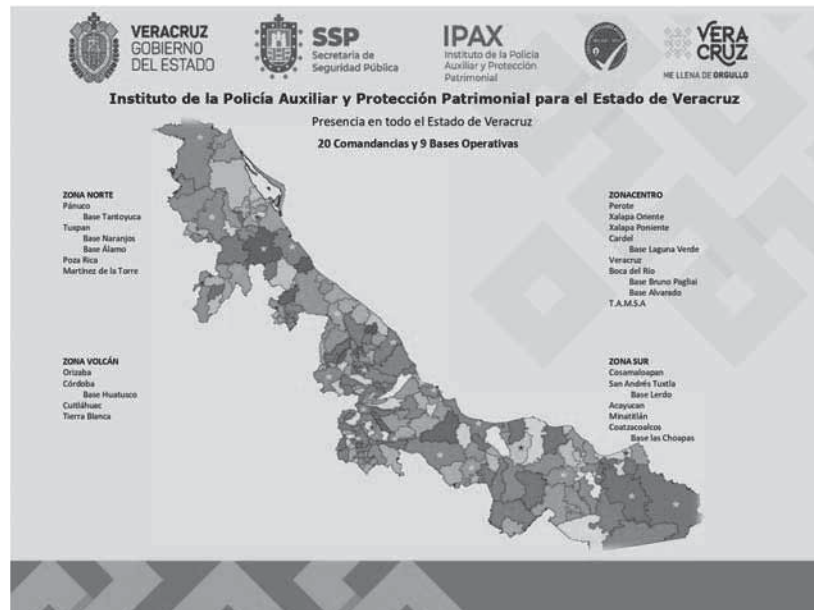 VERACRUZ
GOBIERNO
DEL ESTADO
SSP
Secretaría de
Seguridad Pública
IPAX
Instituto de la Policía
Auxiliar y Protección
Patrimonial
VERA
CRUZ
ME LLENA DE ORGULLO
Instituto de la Policía Auxiliar y Protección Patrimonial para el Estado de Veracruz
Presencia en todo el Estado de Veracruz
20 Comandancias y 9 Bases Operativas
ZONA NORTE
Pánuco
Base Tantoyuca
Tuxpan
Base Naranjos
Base Álamo
Poza Rica
Martínez de la Torre
ZONACENTRO
Perote
Xalapa Oriente
Xalapa Poniente
Cardel
Base Laguna Verde
Veracruz
Boca del Río
Base Bruno Pagliai
Base Alvarado
T.A.M.S.A
ZONA VOLCÁN
Orizaba
Córdoba
Base Huatusco
Cuitláhuac
Tierra Blanca
ZONA SUR
Cosamaloapan
San Andrés Tuxtla
Base Lerdo
Acayucan
Minatitlán
Coatzacoalcos
Base las Choapas